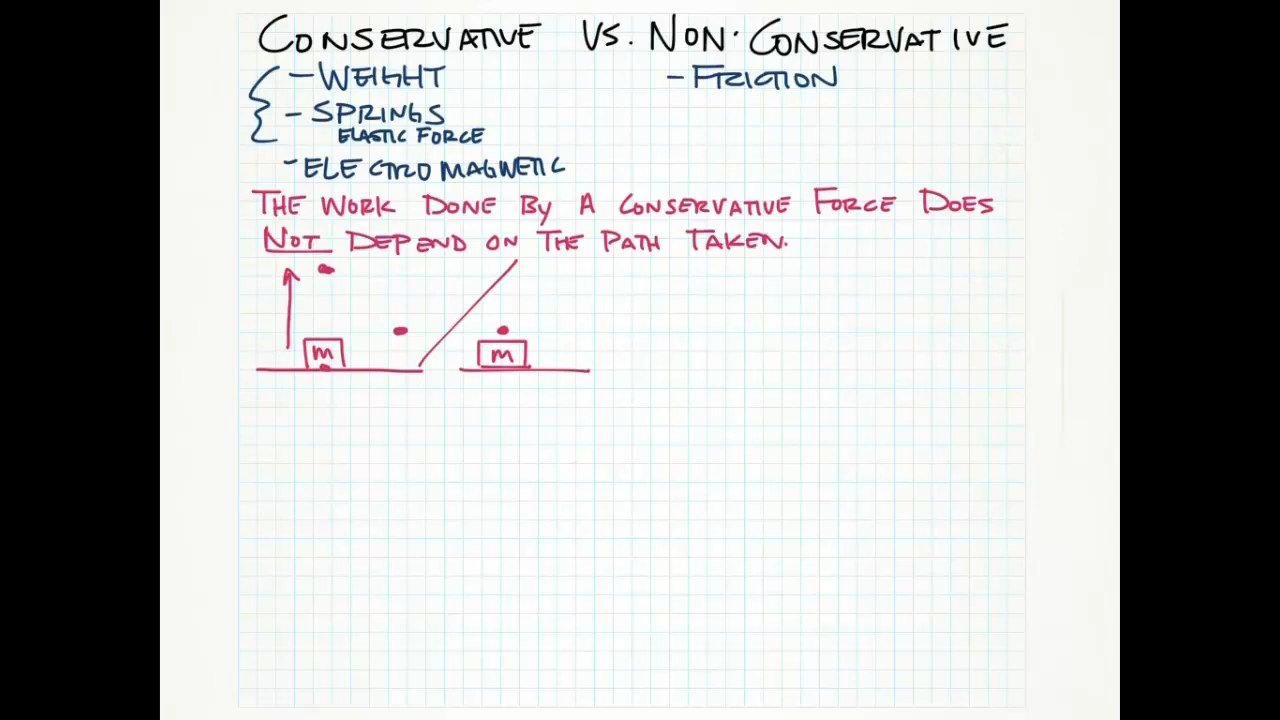 CONSERVATIVE VS. NON-CONSERVATIVE
- WEIGHT - FRICTION
- SPRINGS
ELASTIC FORCE
- ELECTROMAGNETIC
THE WORK DONE BY A CONSERVATIVE FORCE DOES
NOT DEPEND ON THE PATH TAKEN.
m m